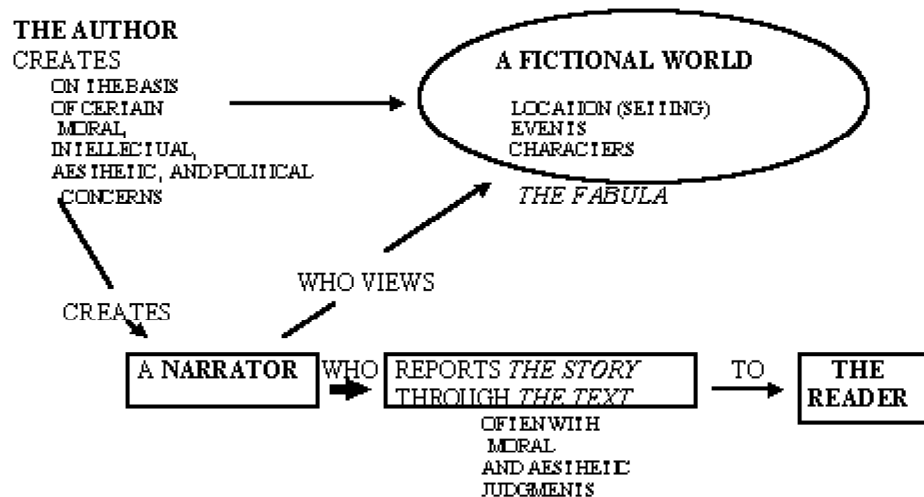 THE AUTHOR
CREATES
ON THE BASIS
OF CERTAIN
MORAL,
INTELLECTUAL,
AESTHETIC, AND POLITICAL
CONCERNS
A FICTIONAL WORLD
LOCATION (SETTING)
EVENTS
CHARACTERS
THE FABULA
WHO VIEWS
CREATES
A NARRATOR
WHO
REPORTS THE STORY
THROUGH THE TEXT
OFTEN WITH
MORAL
AND AESTHETIC
JUDGMENTS
TO
THE
READER